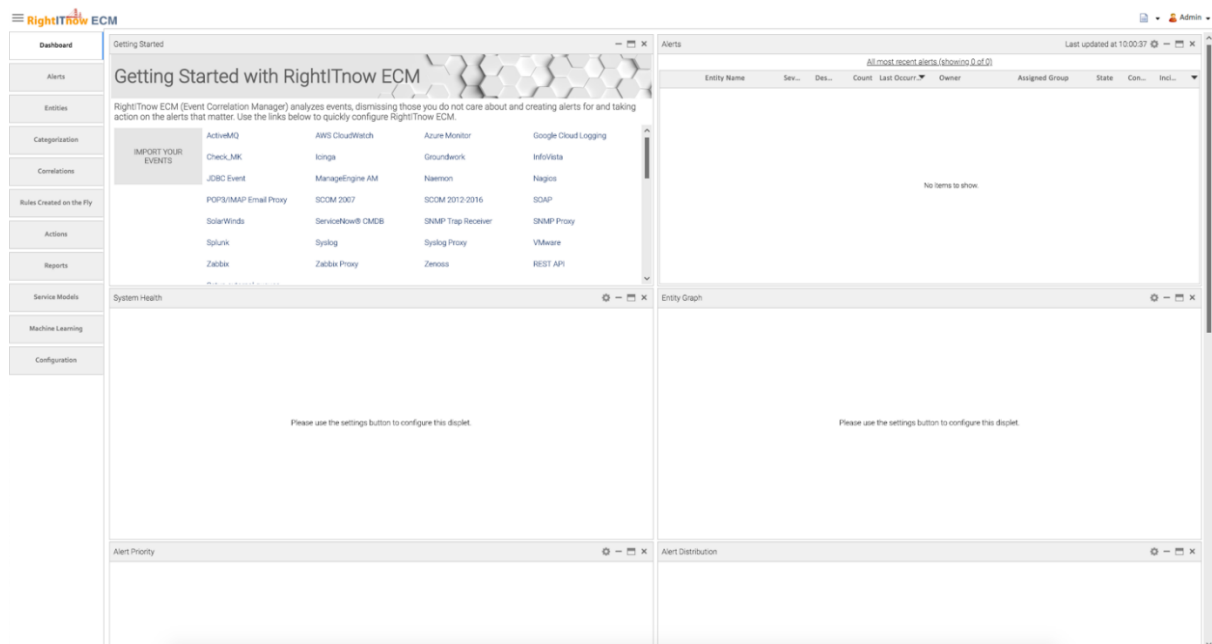 RightITnow ECM
Admin
Dashboard
Alerts
Entities
Categorization
Correlations
Rules Created on the Fly
Actions
Reports
Service Models
Machine Learning
Configuration
Getting Started
Getting Started with RightITnow ECM
RightITnow ECM (Event Correlation Manager) analyzes events, dismissing those you do not care about and creating alerts for and taking
action on the alerts that matter. Use the links below to quickly configure RightITnow ECM.
IMPORT YOUR
EVENTS
ActiveMQ AWS CloudWatch Azure Monitor Google Cloud Logging
Check_MK Icinga Groundwork InfoVista
JDBC Event ManageEngine AM Naemon Nagios
POP3/IMAP Email Proxy SCOM 2007 SCOM 2012-2016 SOAP
SolarWinds ServiceNow® CMDB SNMP Trap Receiver SNMP Proxy
Splunk Syslog Syslog Proxy VMware
Zabbix Zabbix Proxy Zenoss REST API
Alerts Last updated at 10:00:37
All most recent alerts (showing 0 of 0)
Entity Name Sev... Des... Count Last Occurr... Owner Assigned Group State Con... Inci...
No items to show.
System Health
Please use the settings button to configure this displet.
Entity Graph
Please use the settings button to configure this displet.
Alert Priority
Alert Distribution